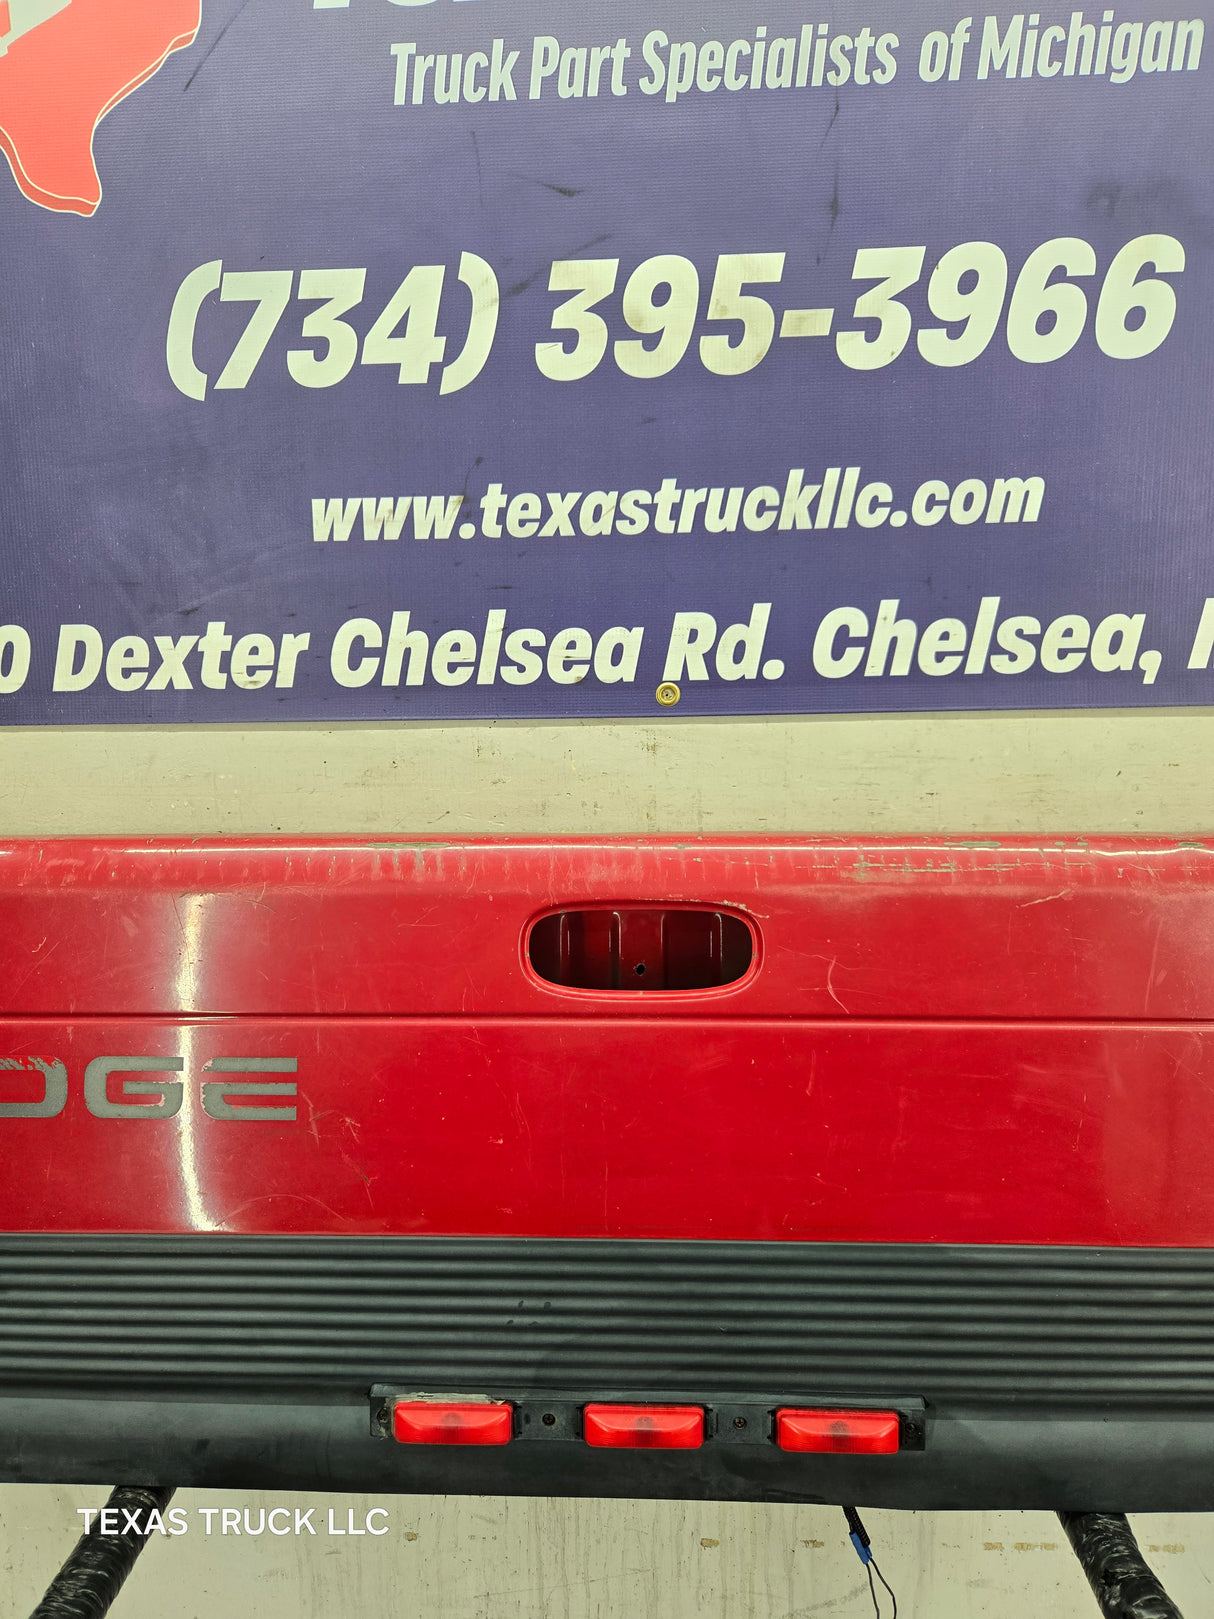 Truck Part Specialists of Michigan
(734) 395-3966
www.texastruckllc.com
0 Dexter Chelsea Rd. Chelsea,
DGE
TEXAS TRUCK LLC